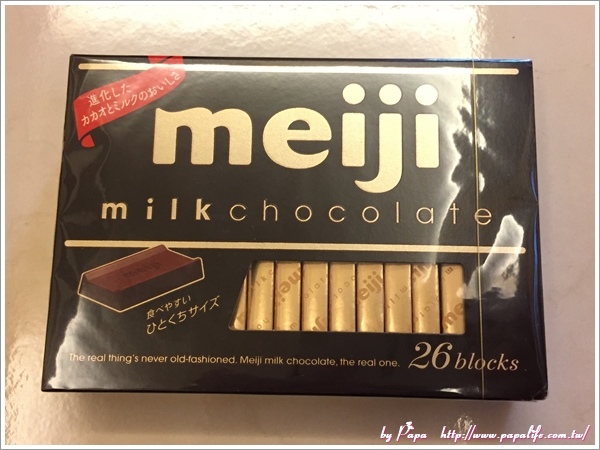 進化した
カカオとミルクのおいしさ
meiji
milk chocolate
meiji
食べやすい
ひとくちサイズ
The real thing's never old-fashioned. Meiji milk chocolate, the real one.
26 blocks
by Papa http://www.papalife.com.tw/